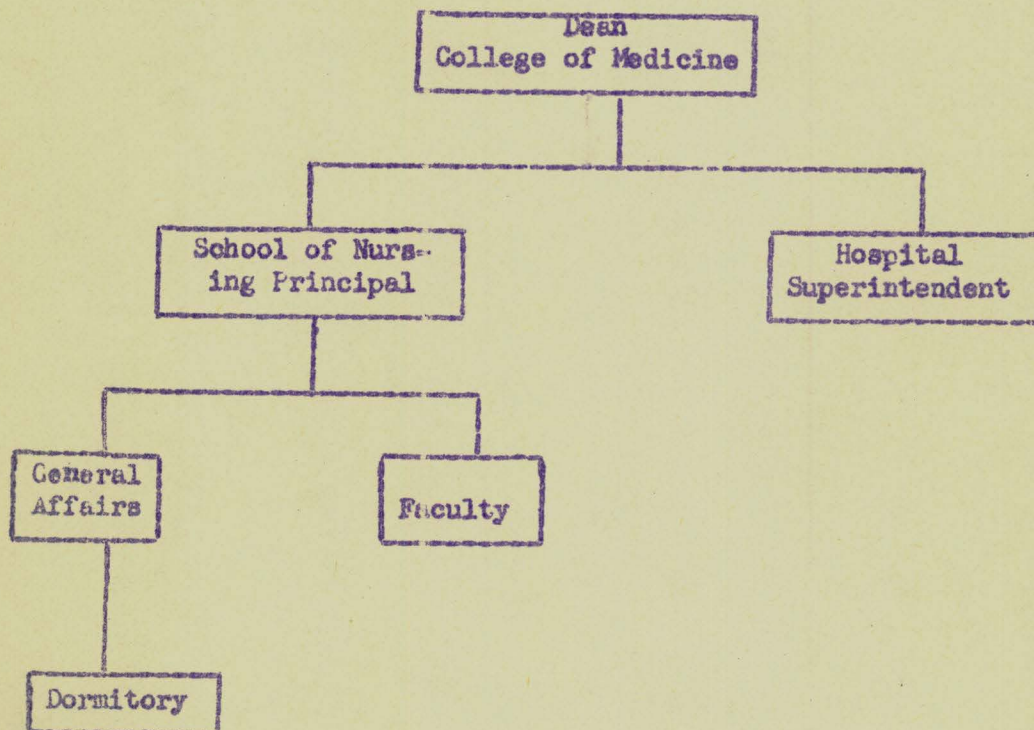 Dean
College of Medicine
School of Nurs-
ing Principal
Hospital
Superintendent
General
Affairs
Faculty
Dormitory